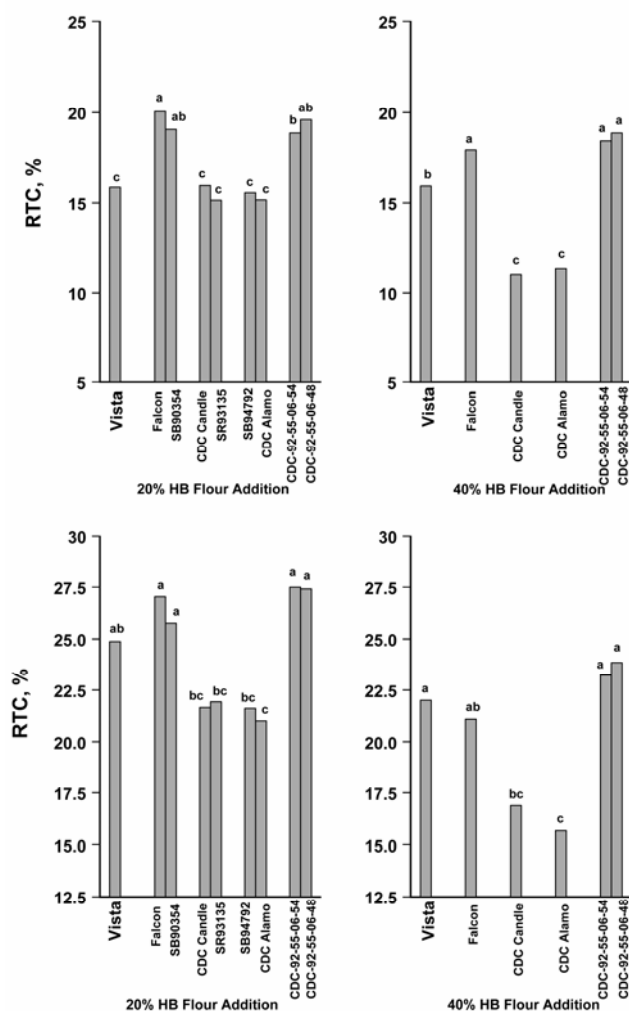 25
20
15
10
5
RTC, %
a
ab
c
c
c
c
c
b
ab
Vista
Falcon
SB90354
CDC Candle
SR93135
SB94792
CDC Alamo
CDC-92-55-06-54
CDC-92-55-06-48
20% HB Flour Addition
25
20
15
10
5
b
a
c
c
a
a
Vista
Falcon
CDC Candle
CDC Alamo
CDC-92-55-06-54
CDC-92-55-06-48
40% HB Flour Addition
30
27.5
25.0
22.5
20.0
17.5
15.0
12.5
RTC, %
ab
a
a
bc
bc
bc
c
a
a
Vista
Falcon
SB90354
CDC Candle
SR93135
SB94792
CDC Alamo
CDC-92-55-06-54
CDC-92-55-06-48
20% HB Flour Addition
30
27.5
25.0
22.5
20.0
17.5
15.0
12.5
a
ab
bc
c
a
a
Vista
Falcon
CDC Candle
CDC Alamo
CDC-92-55-06-54
CDC-92-55-06-48
40% HB Flour Addition